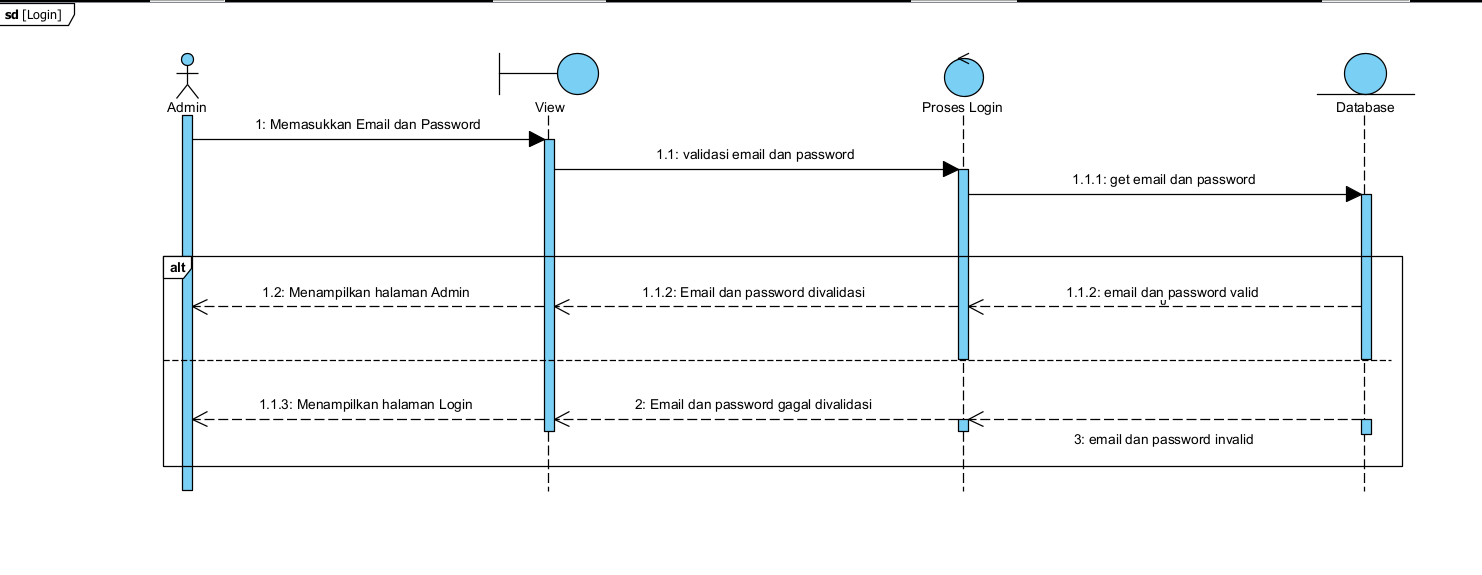 sd [Login]
Admin
View
Proses Login
Database
1: Memasukkan Email dan Password
1.1: validasi email dan password
1.1.1: get email dan password
alt
1.2: Menampilkan halaman Admin
1.1.2: Email dan password divalidasi
1.1.2: email dan password valid
1.1.3: Menampilkan halaman Login
2: Email dan password gagal divalidasi
3: email dan password invalid